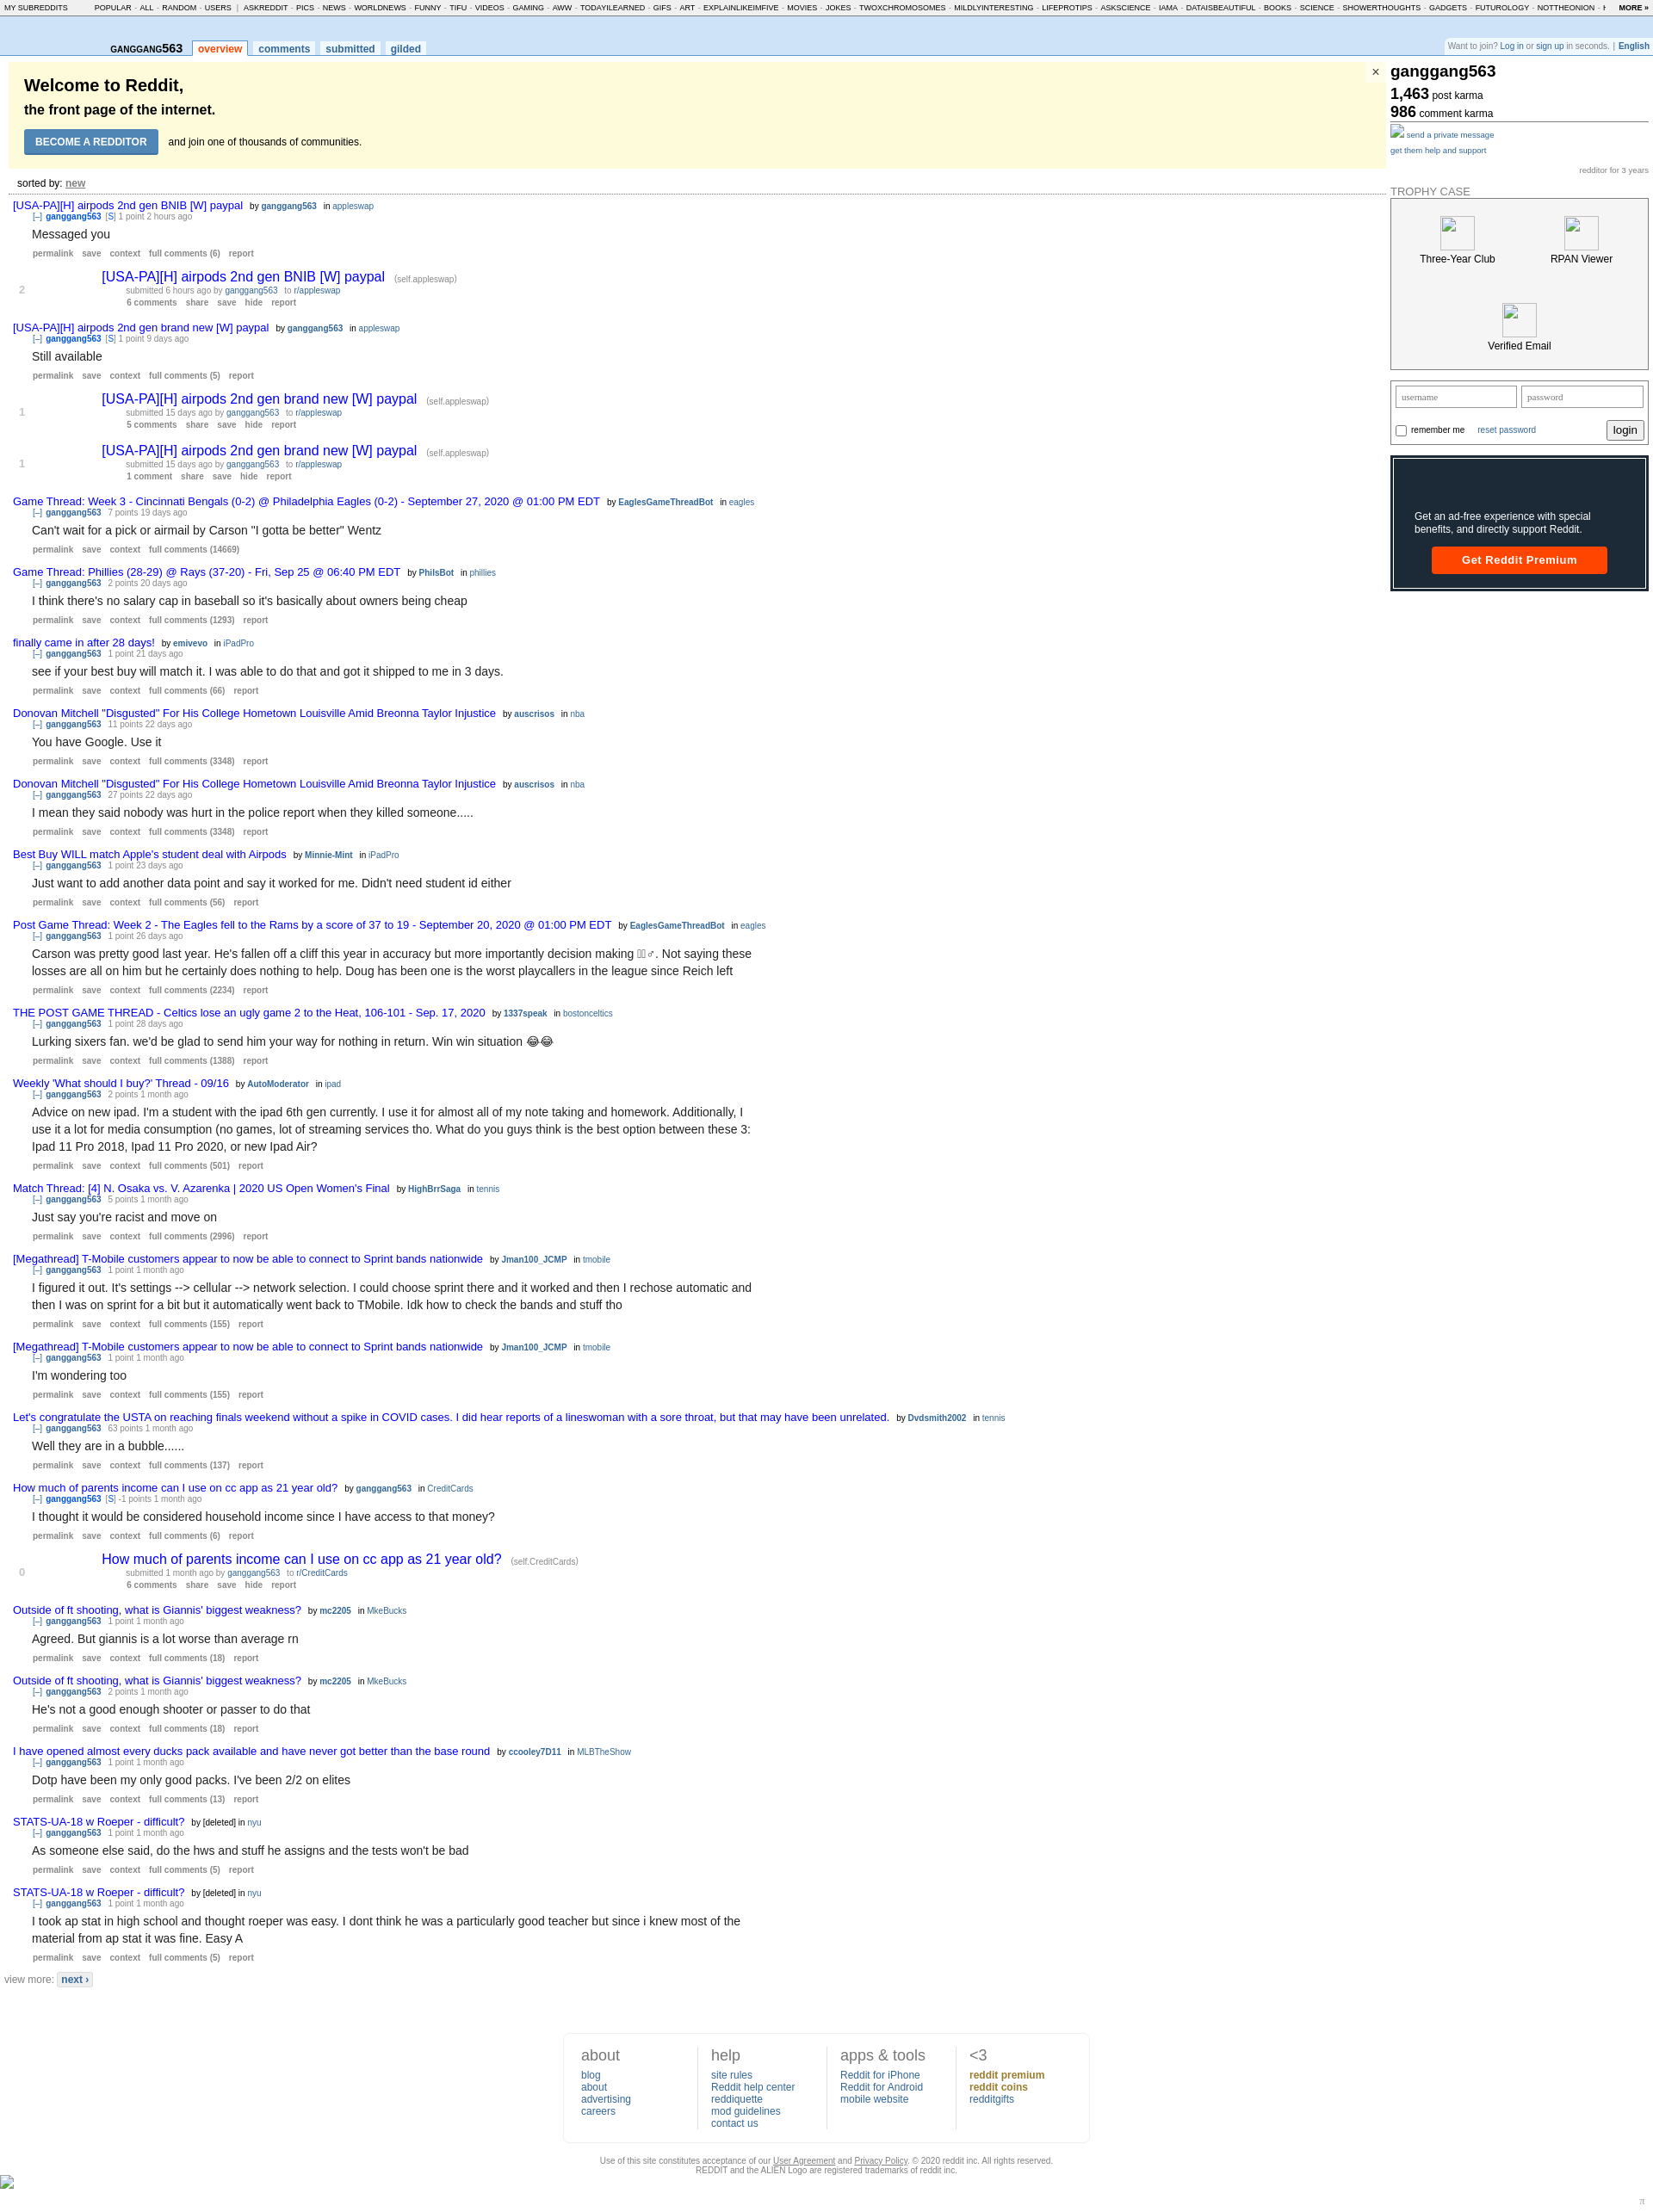 MY SUBREDDITS POPULAR - ALL - RANDOM - USERS | ASKREDDIT - PICS - NEWS - WORLDNEWS - FUNNY - TIFU - VIDEOS - GAMING - AWW - TODAYILEARNED - GIFS - ART - EXPLAINLIKEIMFIVE - MOVIES - JOKES - TWOXCHROMOSOMES - MILDLYINTERESTING - LIFEPROTIPS - ASKSCIENCE - IAMA - DATAISBEAUTIFUL - BOOKS - SCIENCE - SHOWERTHOUGHTS - GADGETS - FUTUROLOGY - NOTTHEONION - MORE »
GANGGANG563 overview comments submitted gilded
Want to join? Log in or sign up in seconds. | English
Welcome to Reddit,
the front page of the internet.
BECOME A REDDITOR and join one of thousands of communities.
×
sorted by: new
[USA-PA][H] airpods 2nd gen BNIB [W] paypal by ganggang563 in appleswap
[–] ganggang563 [S] 1 point 2 hours ago
Messaged you
permalink save context full comments (6) report
2
[USA-PA][H] airpods 2nd gen BNIB [W] paypal (self.appleswap)
submitted 6 hours ago by ganggang563 to r/appleswap
6 comments share save hide report
[USA-PA][H] airpods 2nd gen brand new [W] paypal by ganggang563 in appleswap
[–] ganggang563 [S] 1 point 9 days ago
Still available
permalink save context full comments (5) report
1
[USA-PA][H] airpods 2nd gen brand new [W] paypal (self.appleswap)
submitted 15 days ago by ganggang563 to r/appleswap
5 comments share save hide report
1
[USA-PA][H] airpods 2nd gen brand new [W] paypal (self.appleswap)
submitted 15 days ago by ganggang563 to r/appleswap
1 comment share save hide report
Game Thread: Week 3 - Cincinnati Bengals (0-2) @ Philadelphia Eagles (0-2) - September 27, 2020 @ 01:00 PM EDT by EaglesGameThreadBot in eagles
[–] ganggang563 7 points 19 days ago
Can't wait for a pick or airmail by Carson "I gotta be better" Wentz
permalink save context full comments (14669)
Game Thread: Phillies (28-29) @ Rays (37-20) - Fri, Sep 25 @ 06:40 PM EDT by PhilsBot in phillies
[–] ganggang563 2 points 20 days ago
I think there's no salary cap in baseball so it's basically about owners being cheap
permalink save context full comments (1293) report
finally came in after 28 days! by emivevo in iPadPro
[–] ganggang563 1 point 21 days ago
see if your best buy will match it. I was able to do that and got it shipped to me in 3 days.
permalink save context full comments (66) report
Donovan Mitchell "Disgusted" For His College Hometown Louisville Amid Breonna Taylor Injustice by auscrisos in nba
[–] ganggang563 11 points 22 days ago
You have Google. Use it
permalink save context full comments (3348) report
Donovan Mitchell "Disgusted" For His College Hometown Louisville Amid Breonna Taylor Injustice by auscrisos in nba
[–] ganggang563 27 points 22 days ago
I mean they said nobody was hurt in the police report when they killed someone.....
permalink save context full comments (3348) report
Best Buy WILL match Apple's student deal with Airpods by Minnie-Mint in iPadPro
[–] ganggang563 1 point 23 days ago
Just want to add another data point and say it worked for me. Didn't need student id either
permalink save context full comments (56) report
Post Game Thread: Week 2 - The Eagles fell to the Rams by a score of 37 to 19 - September 20, 2020 @ 01:00 PM EDT by EaglesGameThreadBot in eagles
[–] ganggang563 1 point 26 days ago
Carson was pretty good last year. He's fallen off a cliff this year in accuracy but more importantly decision making ♂. Not saying these
losses are all on him but he certainly does nothing to help. Doug has been one is the worst playcallers in the league since Reich left
permalink save context full comments (2234) report
THE POST GAME THREAD - Celtics lose an ugly game 2 to the Heat, 106-101 - Sep. 17, 2020 by 1337speak in bostonceltics
[–] ganggang563 1 point 28 days ago
Lurking sixers fan. we'd be glad to send him your way for nothing in return. Win win situation 😂😂
permalink save context full comments (1388) report
Weekly 'What should I buy?' Thread - 09/16 by AutoModerator in ipad
[–] ganggang563 2 points 1 month ago
Advice on new ipad. I'm a student with the ipad 6th gen currently. I use it for almost all of my note taking and homework. Additionally, I
use it a lot for media consumption (no games, lot of streaming services tho. What do you guys think is the best option between these 3:
Ipad 11 Pro 2018, Ipad 11 Pro 2020, or new Ipad Air?
permalink save context full comments (501) report
Match Thread: [4] N. Osaka vs. V. Azarenka | 2020 US Open Women's Final by HighBrrSaga in tennis
[–] ganggang563 5 points 1 month ago
Just say you're racist and move on
permalink save context full comments (2996) report
[Megathread] T-Mobile customers appear to now be able to connect to Sprint bands nationwide by Jman100_JCMP in tmobile
[–] ganggang563 1 point 1 month ago
I figured it out. It's settings --> cellular --> network selection. I could choose sprint there and it worked and then I rechose automatic and
then I was on sprint for a bit but it automatically went back to TMobile. Idk how to check the bands and stuff tho
permalink save context full comments (155) report
[Megathread] T-Mobile customers appear to now be able to connect to Sprint bands nationwide by Jman100_JCMP in tmobile
[–] ganggang563 1 point 1 month ago
I'm wondering too
permalink save context full comments (155) report
Let's congratulate the USTA on reaching finals weekend without a spike in COVID cases. I did hear reports of a lineswoman with a sore throat, but that may have been unrelated. by Dvdsmith2002 in tennis
[–] ganggang563 63 points 1 month ago
Well they are in a bubble......
permalink save context full comments (137) report
How much of parents income can I use on cc app as 21 year old? by ganggang563 in CreditCards
[–] ganggang563 [S] -1 points 1 month ago
I thought it would be considered household income since I have access to that money?
permalink save context full comments (6) report
0
How much of parents income can I use on cc app as 21 year old? (self.CreditCards)
submitted 1 month ago by ganggang563 to r/CreditCards
6 comments share save hide report
Outside of ft shooting, what is Giannis' biggest weakness? by mc2205 in MkeBucks
[–] ganggang563 1 point 1 month ago
Agreed. But giannis is a lot worse than average rn
permalink save context full comments (18) report
Outside of ft shooting, what is Giannis' biggest weakness? by mc2205 in MkeBucks
[–] ganggang563 2 points 1 month ago
He's not a good enough shooter or passer to do that
permalink save context full comments (18) report
I have opened almost every ducks pack available and have never got better than the base round by ccooley7D11 in MLBTheShow
[–] ganggang563 1 point 1 month ago
Dotp have been my only good packs. I've been 2/2 on elites
permalink save context full comments (13) report
STATS-UA-18 w Roeper - difficult? by [deleted] in nyu
[–] ganggang563 1 point 1 month ago
As someone else said, do the hws and stuff he assigns and the tests won't be bad
permalink save context full comments (5) report
STATS-UA-18 w Roeper - difficult? by [deleted] in nyu
[–] ganggang563 1 point 1 month ago
I took ap stat in high school and thought roeper was easy. I dont think he was a particularly good teacher but since i knew most of the
material from ap stat it was fine. Easy A
permalink save context full comments (5) report
view more: next ›
ganggang563
1,463 post karma
986 comment karma
send a private message
get them help and support
redditor for 3 years
TROPHY CASE
Three-Year Club RPAN Viewer
Verified Email
username password
remember me reset password login
Get an ad-free experience with special
benefits, and directly support Reddit.
Get Reddit Premium
about
blog
about
advertising
careers
help
site rules
Reddit help center
reddiquette
mod guidelines
contact us
apps & tools
Reddit for iPhone
Reddit for Android
mobile website
<3
reddit premium
reddit coins
redditgifts
Use of this site constitutes acceptance of our User Agreement and Privacy Policy. © 2020 reddit inc. All rights reserved.
REDDIT and the ALIEN Logo are registered trademarks of reddit inc.
π